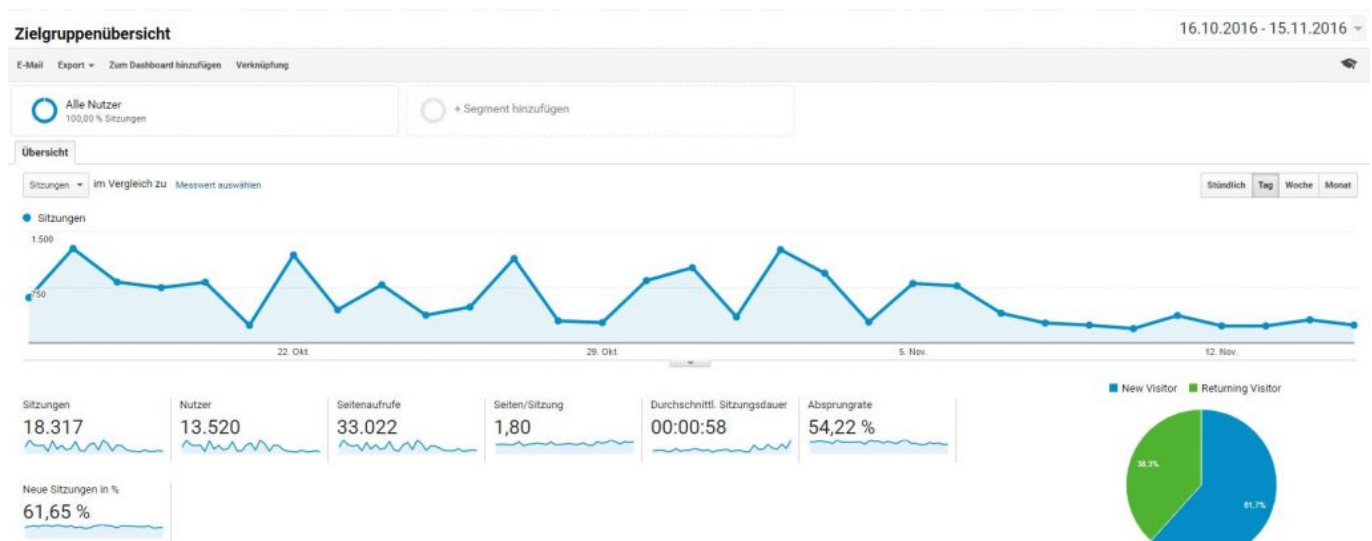 Zielgruppenübersicht
16.10.2016 - 15.11.2016
E-Mail Export Zum Dashboard hinzufügen Verknüpfung
Alle Nutzer
100,00 % Sitzungen
+ Segment hinzufügen
Übersicht
Sitzungen im Vergleich zu Messwert auswählen
Stündlich Tag Woche Monat
Sitzungen
1.500
750
22. Okt. 29. Okt. 5. Nov. 12. Nov.
New Visitor Returning Visitor
Sitzungen Nutzer Seitenaufrufe Seiten/Sitzung Durchschnittl. Sitzungsdauer Absprungrate
18.317 13.520 33.022 1,80 00:00:58 54,22 %
38,3%
61,7%
Neue Sitzungen in %
61,65 %